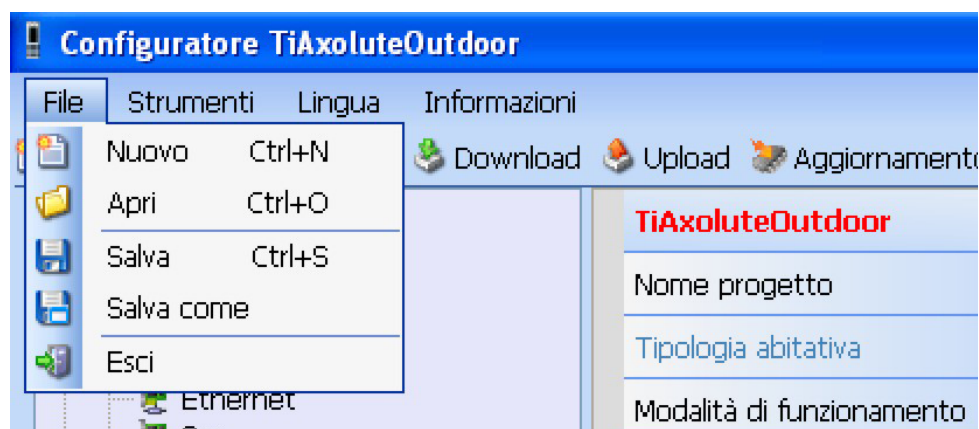 Configuratore TiAxoluteOutdoor
File Strumenti Lingua Informazioni
Nuovo Ctrl+N
Apri Ctrl+O
Salva Ctrl+S
Salva come
Esci
Download Upload Aggiornamento
Ethernet
TiAxoluteOutdoor
Nome progetto
Tipologia abitativa
Modalità di funzionamento